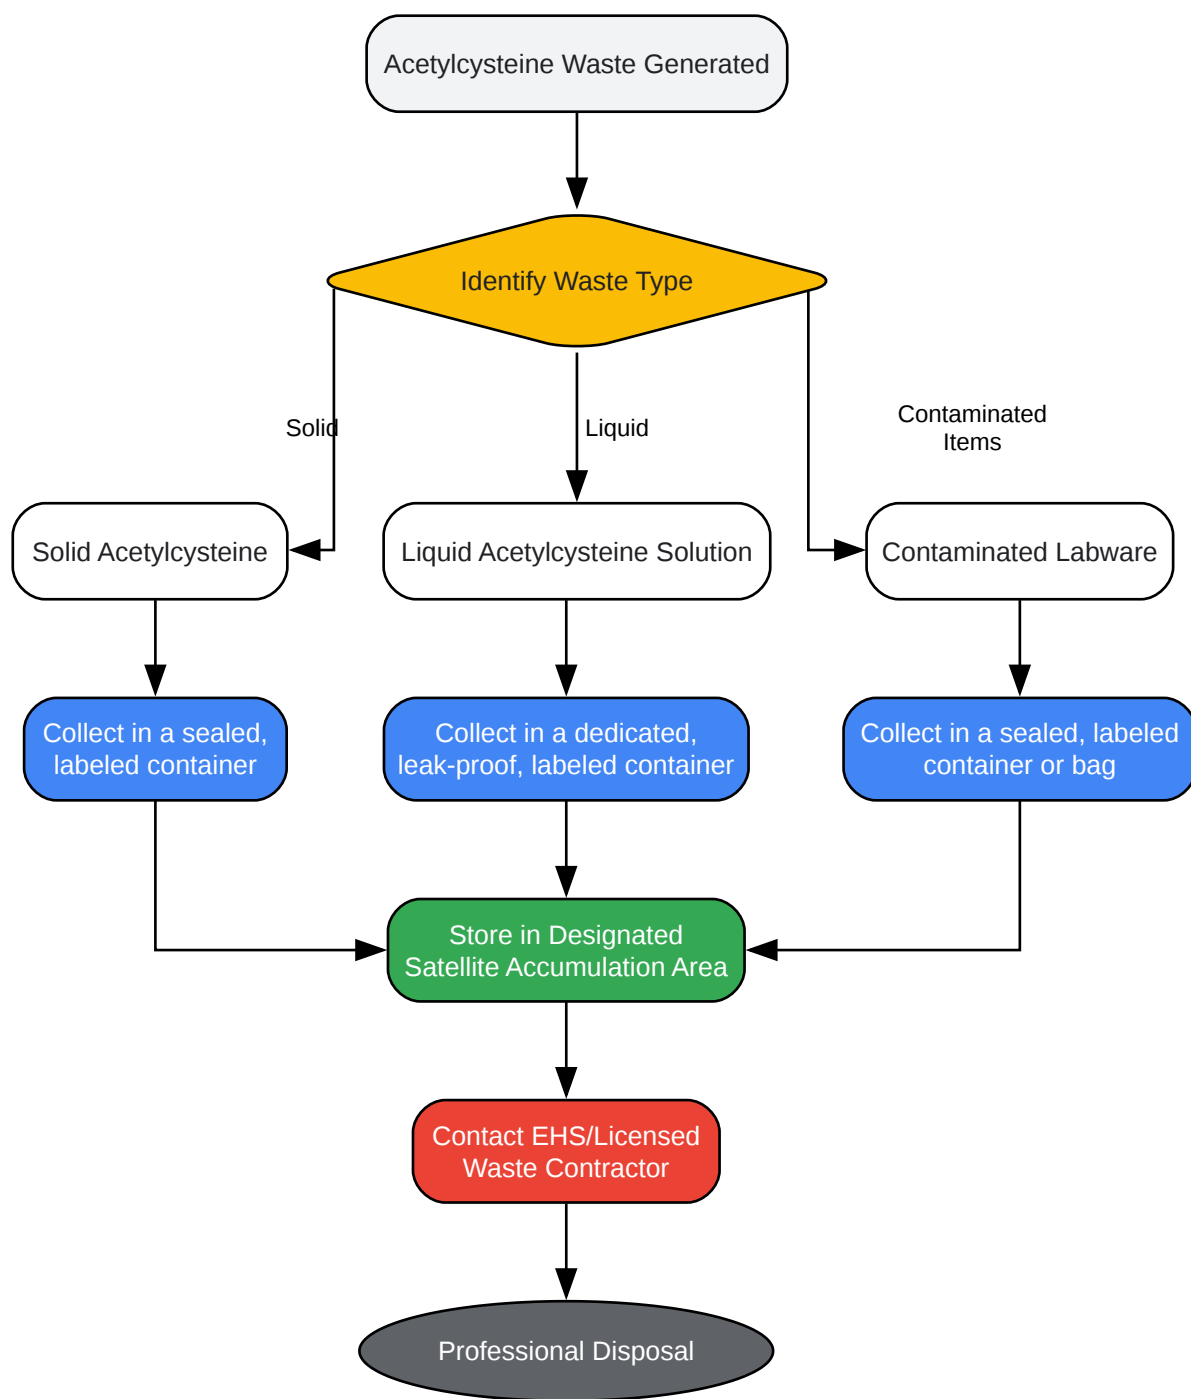 Acetylcysteine Waste Generated
Identify Waste Type
Solid
Liquid
Contaminated
Items
Solid Acetylcysteine
Liquid Acetylcysteine Solution
Contaminated Labware
Collect in a sealed,
labeled container
Collect in a dedicated,
leak-proof, labeled container
Collect in a sealed, labeled
container or bag
Store in Designated
Satellite Accumulation Area
Contact EHS/Licensed
Waste Contractor
Professional Disposal